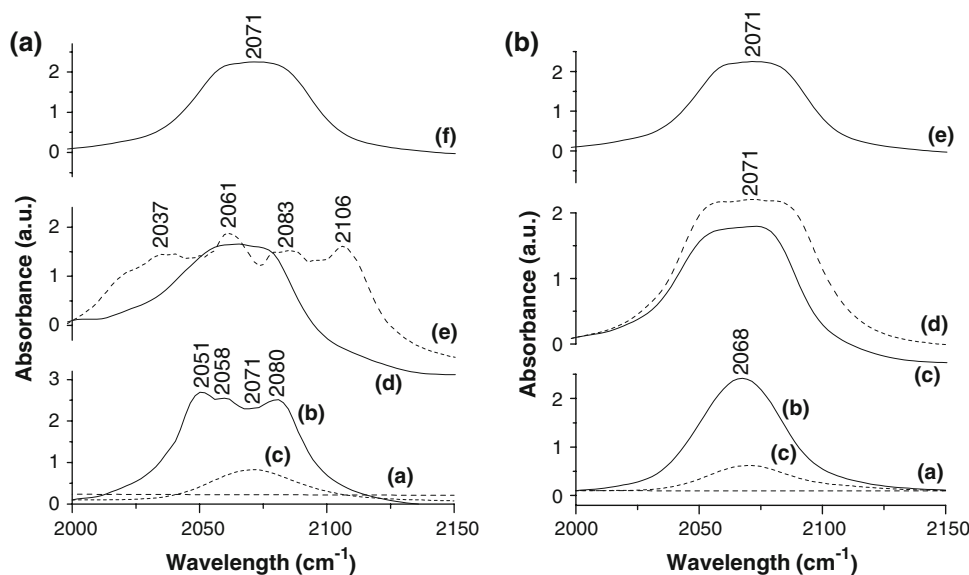 (a)
2071
2
1
0
(f)
2037
2061
2083
2106
2
1
0
(e)
(d)
2051
2058
2071
2080
3
2
1
0
(b)
(c)
(a)
Absorbance (a.u.)
2000
2050
2100
2150
Wavelength (cm-1)
(b)
2071
2
1
0
(e)
2071
2
1
0
(d)
(c)
2068
2
1
0
(b)
(c)
(a)
Absorbance (a.u.)
2000
2050
2100
2150
Wavelength (cm-1)